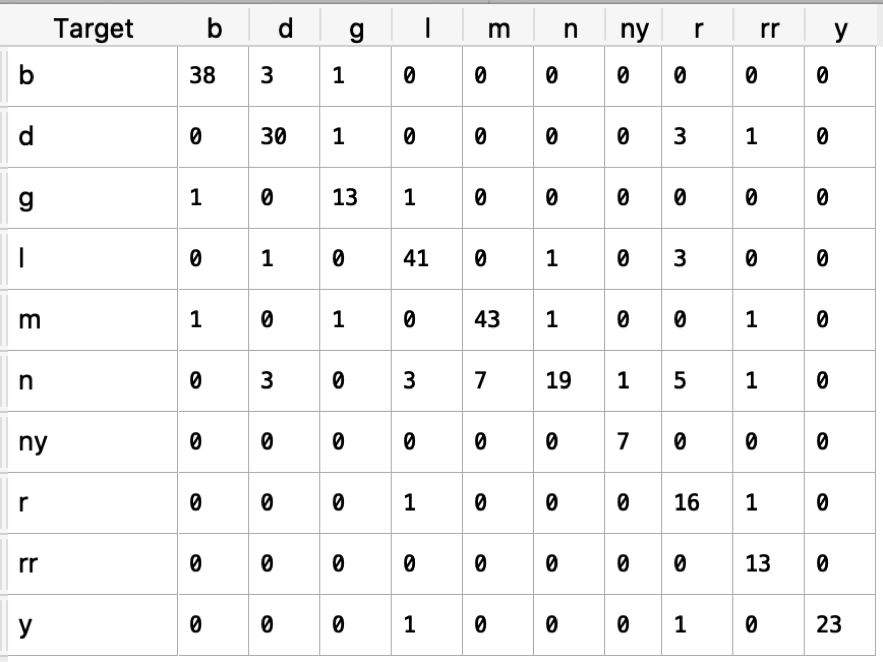 Target b d g l m n ny r rr y
b 38 3 1 0 0 0 0 0 0 0
d 0 30 1 0 0 0 0 3 1 0
g 1 0 13 1 0 0 0 0 0 0
l 0 1 0 41 0 1 0 3 0 0
m 1 0 1 0 43 1 0 0 1 0
n 0 3 0 3 7 19 1 5 1 0
ny 0 0 0 0 0 0 7 0 0 0
r 0 0 0 1 0 0 0 16 1 0
rr 0 0 0 0 0 0 0 0 13 0
y 0 0 0 1 0 0 0 1 0 23